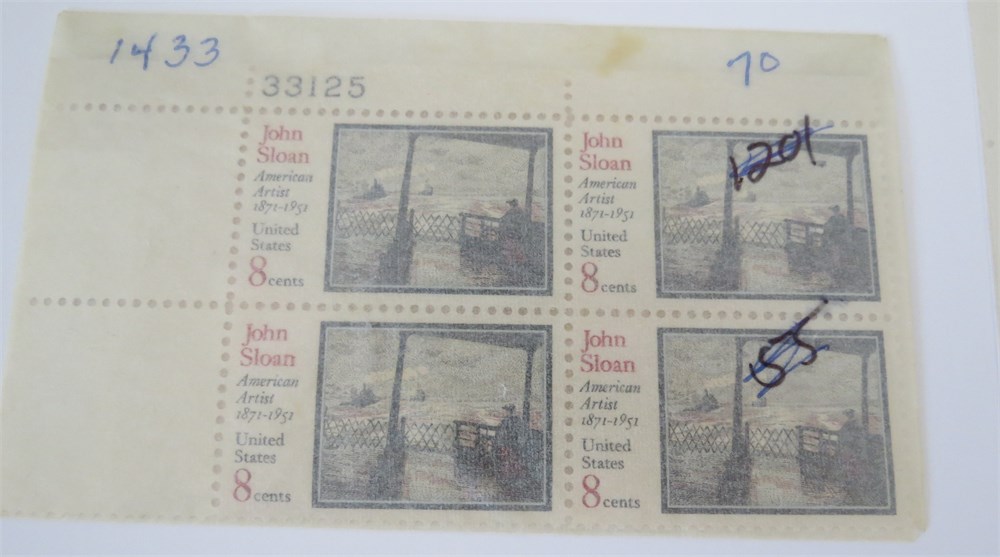 1433
70
33125
John
Sloan
American
Artist
1871-1951
United
States
8 cents
John
Sloan
American
Artist
1871-1951
United
States
8 cents
1201
John
Sloan
American
Artist
1871-1951
United
States
8 cents
John
Sloan
American
Artist
1871-1951
United
States
8 cents